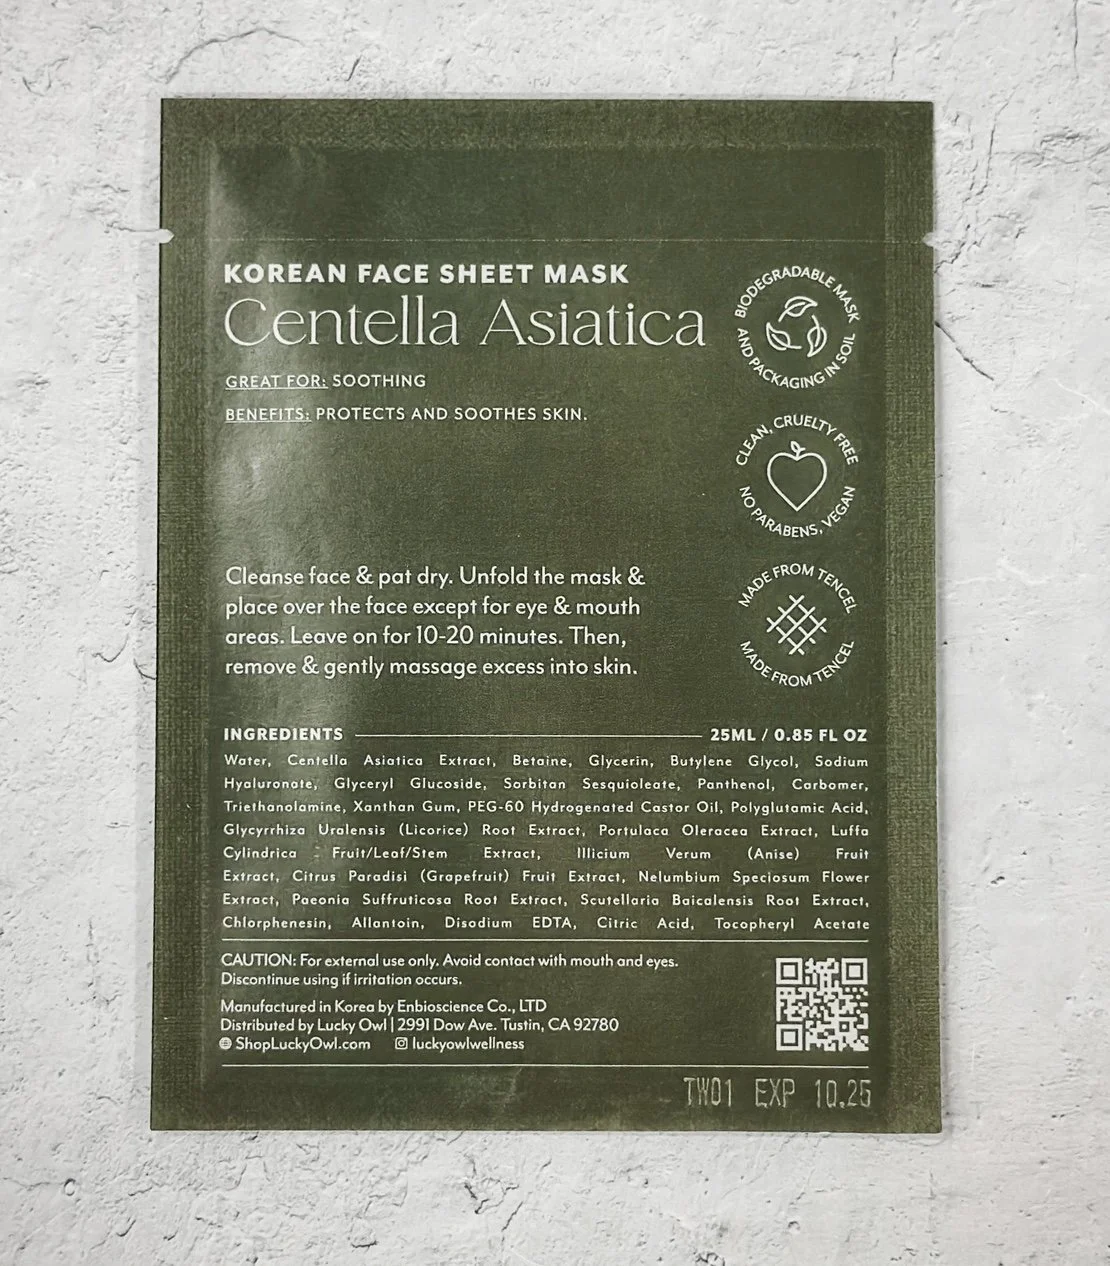 KOREAN FACE SHEET MASK
Centella Asiatica
GREAT FOR: SOOTHING
BENEFITS: PROTECTS AND SOOTHES SKIN.
BIODEGRADABLE MASK
AND PACKAGING IN SOIL
CLEAN, CRUELTY FREE
NO PARABENS, VEGAN
MADE FROM TENCEL
MADE FROM TENCEL
Cleanse face & pat dry. Unfold the mask &
place over the face except for eye & mouth
areas. Leave on for 10-20 minutes. Then,
remove & gently massage excess into skin.
INGREDIENTS 25ML / 0.85 FL OZ
Water, Centella Asiatica Extract, Betaine, Glycerin, Butylene Glycol, Sodium
Hyaluronate, Glyceryl Glucoside, Sorbitan Sesquioleate, Panthenol, Carbomer,
Triethanolamine, Xanthan Gum, PEG-60 Hydrogenated Castor Oil, Polyglutamic Acid,
Glycyrrhiza Uralensis (Licorice) Root Extract, Portulaca Oleracea Extract, Luffa
Cylindrica Fruit/Leaf/Stem Extract, Illicium Verum (Anise) Fruit
Extract, Citrus Paradisi (Grapefruit) Fruit Extract, Nelumbium Speciosum Flower
Extract, Paeonia Suffruticosa Root Extract, Scutellaria Baicalensis Root Extract,
Chlorphenesin, Allantoin, Disodium EDTA, Citric Acid, Tocopheryl Acetate
CAUTION: For external use only. Avoid contact with mouth and eyes.
Discontinue using if irritation occurs.
Manufactured in Korea by Enbioscience Co., LTD
Distributed by Lucky Owl | 2991 Dow Ave. Tustin, CA 92780
ShopLuckyOwl.com luckyowlwellness
TW01 EXP 10.25